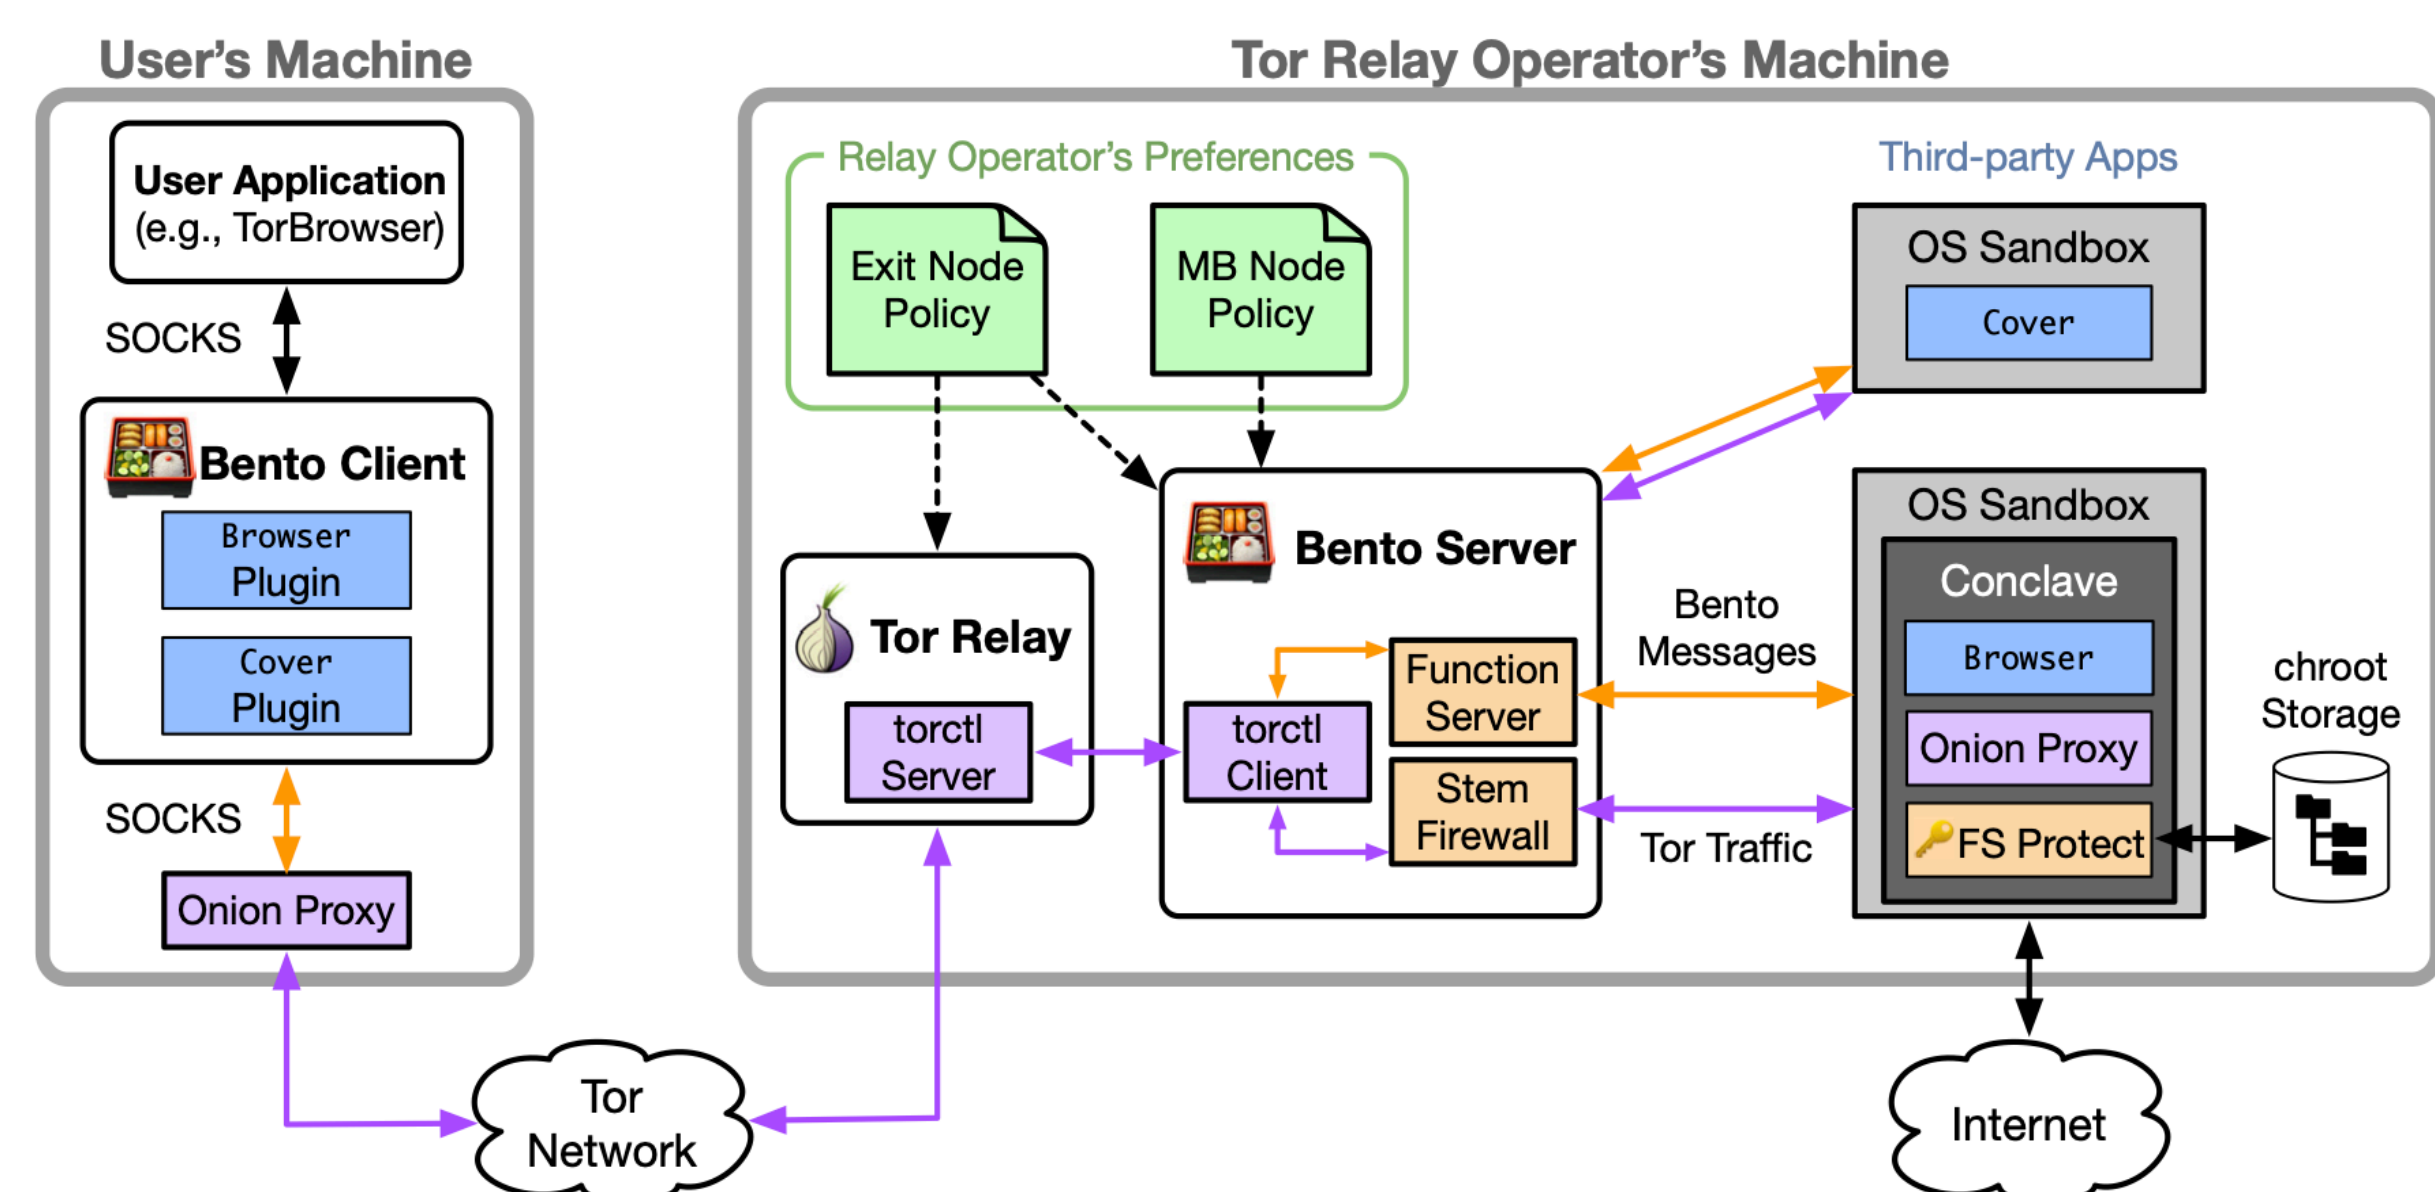 User's Machine
User Application
(e.g., TorBrowser)
SOCKS
Bento Client
Browser
Plugin
Cover
Plugin
SOCKS
Onion Proxy
Tor
Network
Tor Relay Operator's Machine
Relay Operator's Preferences
Exit Node
Policy
MB Node
Policy
Tor Relay
torctl
Server
Bento Server
torctl
Client
Function
Server
Stem
Firewall
Bento
Messages
Tor Traffic
Third-party Apps
OS Sandbox
Cover
OS Sandbox
Conclave
Browser
Onion Proxy
FS Protect
chroot
Storage
Internet